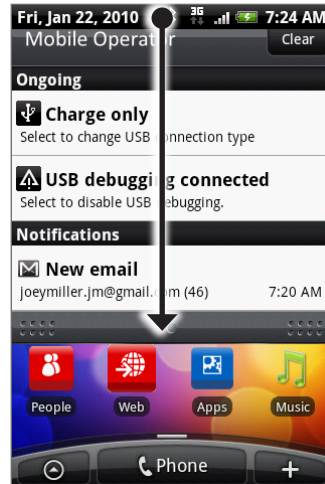 Fri, Jan 22, 2010 3G 7:24 AM
Mobile Operator Clear
Ongoing
Charge only
Select to change USB connection type
USB debugging connected
Select to disable USB debugging.
Notifications
New email
joeymiller.jm@gmail.com (46) 7:20 AM
People Web Apps Music
Phone